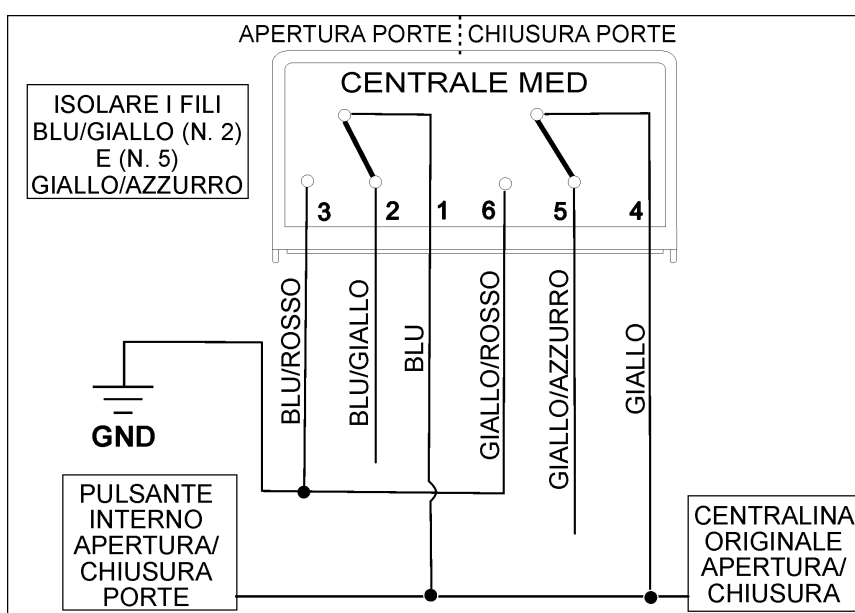 APERTURA PORTE CHIUSURA PORTE
CENTRALE MED
ISOLARE I FILI
BLU/GIALLO (N. 2)
E (N. 5)
GIALLO/AZZURRO
3 2 1 6 5 4
BLU/ROSSO
BLU/GIALLO
BLU
GIALLO/ROSSO
GIALLO/AZZURRO
GIALLO
GND
PULSANTE
INTERNO
APERTURA/
CHIUSURA
PORTE
CENTRALINA
ORIGINALE
APERTURA/
CHIUSURA